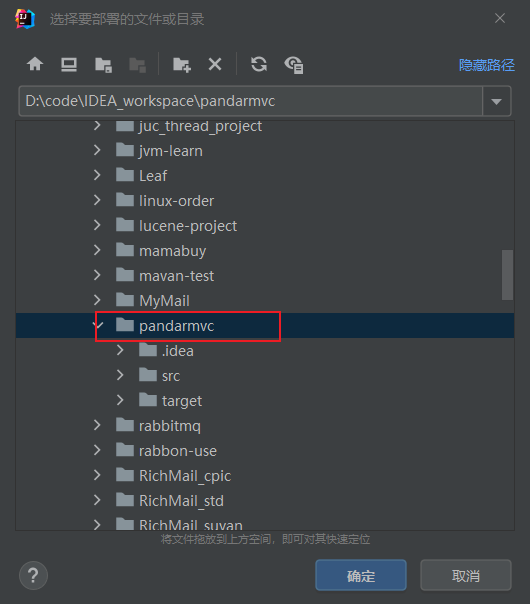 选择要部署的文件或目录
隐藏路径
D:\code\IDEA_workspace\pandarmvc
juc_thread_project
jvm-learn
Leaf
linux-order
lucene-project
mamabuy
mavan-test
MyMail
pandarmvc
.idea
src
target
rabbitmq
rabbon-use
RichMail_cpic
RichMail_std
RichMail_suyan
将文件拖放到上方空间，即可对其快速定位
?
确定
取消